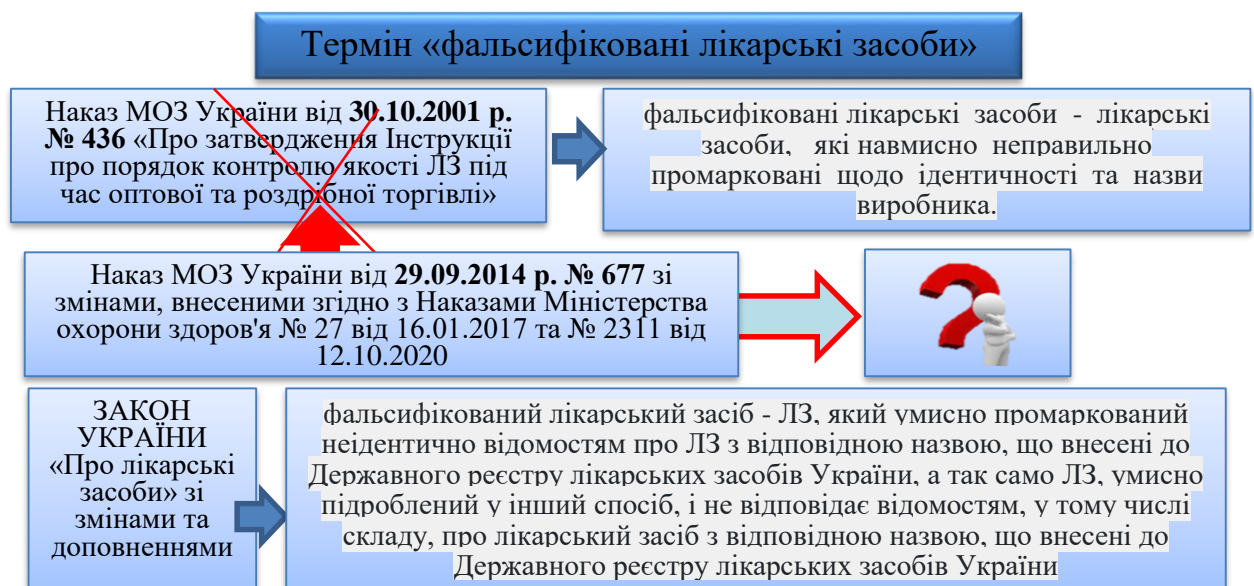 Термін «фальсифіковані лікарські засоби»
Наказ МОЗ України від 30.10.2001 р.
№ 436 «Про затвердження Інструкції
про порядок контролю якості ЛЗ під
час оптової та роздрібної торгівлі»
фальсифіковані лікарські засоби - лікарські
засоби, які навмисно неправильно
промарковані щодо ідентичності та назви
виробника.
Наказ МОЗ України від 29.09.2014 р. № 677 зі
змінами, внесеними згідно з Наказами Міністерства
охорони здоров'я № 27 від 16.01.2017 та № 2311 від
12.10.2020
ЗАКОН
УКРАЇНИ
«Про лікарські
засоби» зі
змінами та
доповненнями
фальсифікований лікарський засіб - ЛЗ, який умисно промаркований
неідентично відомостям про ЛЗ з відповідною назвою, що внесені до
Державного реєстру лікарських засобів України, а так само ЛЗ, умисно
підроблений у інший спосіб, і не відповідає відомостям, у тому числі
складу, про лікарський засіб з відповідною назвою, що внесені до
Державного реєстру лікарських засобів України